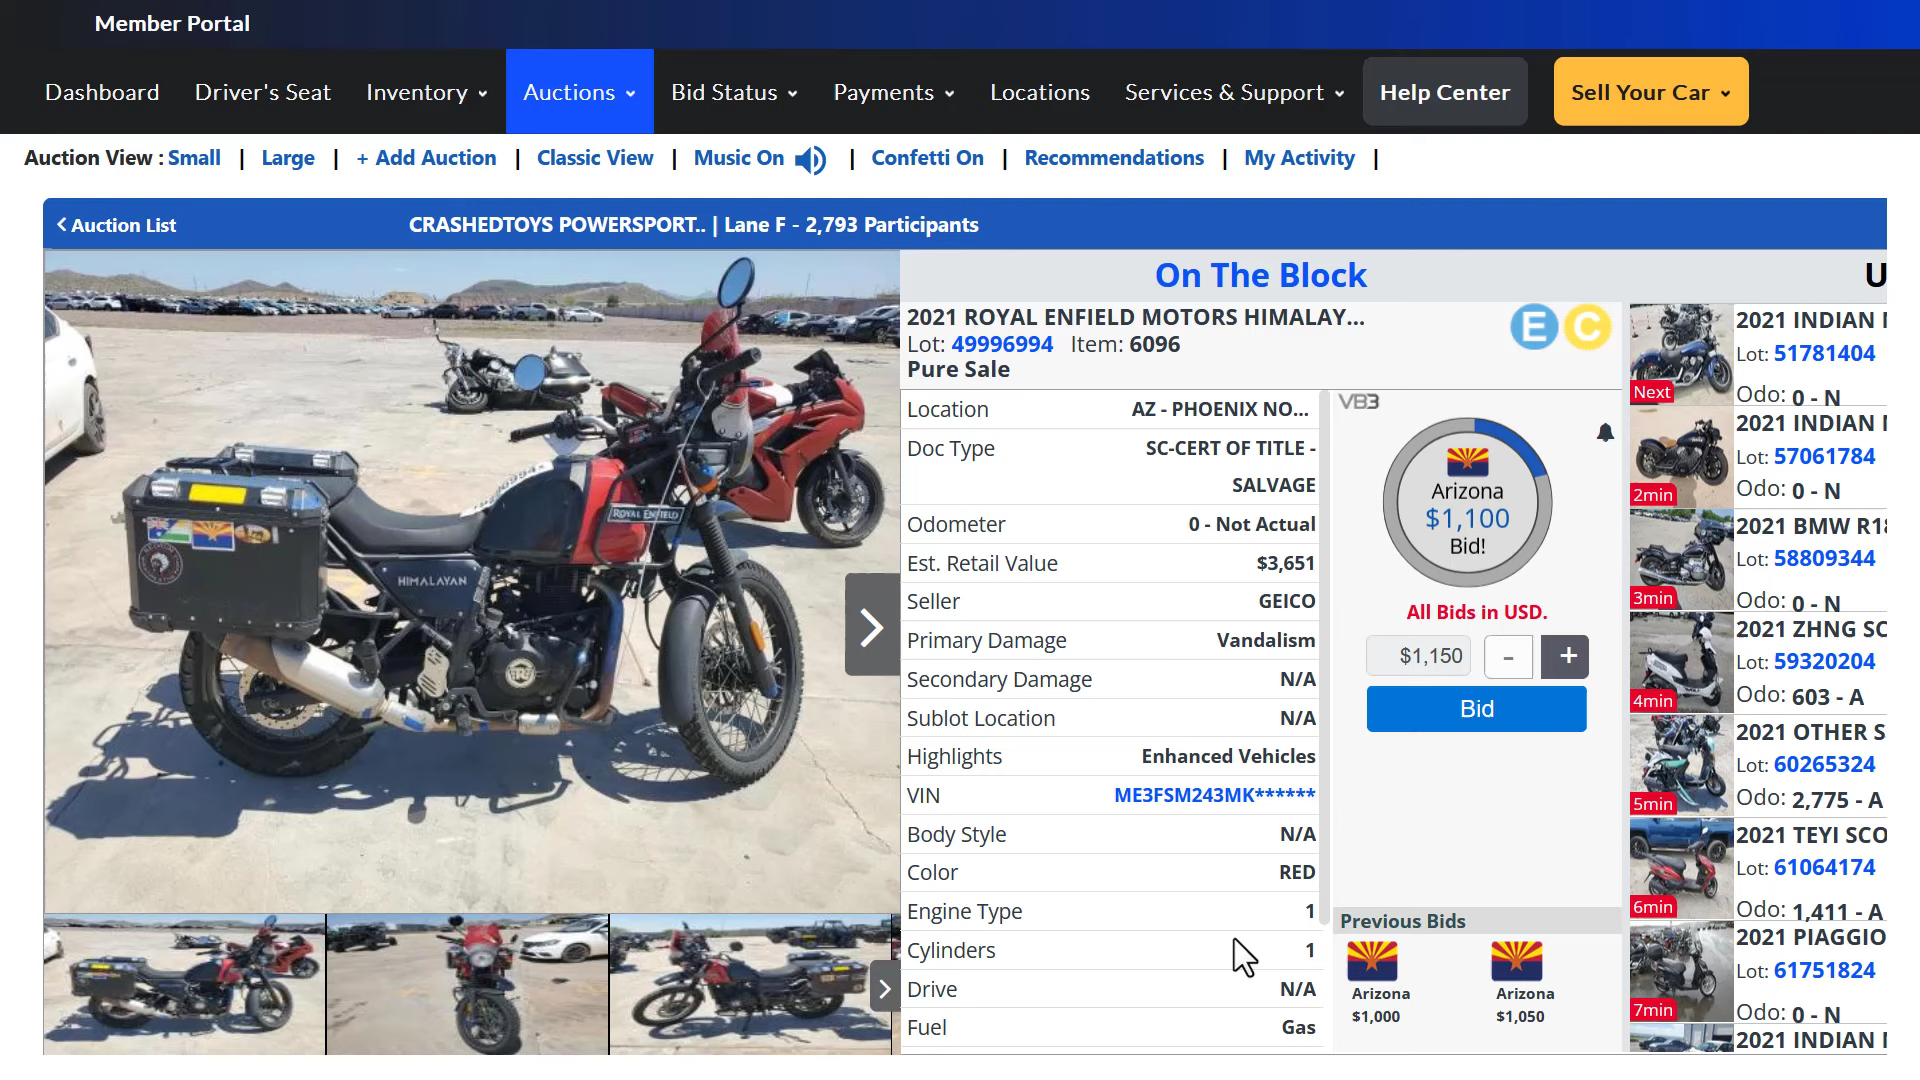 Member Portal
Dashboard Driver's Seat Inventory Auctions Bid Status Payments Locations Services & Support Help Center Sell Your Car
Auction View : Small | Large | + Add Auction | Classic View | Music On | Confetti On | Recommendations | My Activity |
Auction List
CRASHEDTOYS POWERSPORT.. | Lane F - 2,793 Participants
ROYAL ENFIELD
HIMALAYAN
On The Block
2021 ROYAL ENFIELD MOTORS HIMALAY...
Lot: 49996994 Item: 6096
Pure Sale
E C
Location AZ - PHOENIX NO...
Doc Type SC-CERT OF TITLE -
SALVAGE
Odometer 0 - Not Actual
Est. Retail Value $3,651
Seller GEICO
Primary Damage Vandalism
Secondary Damage N/A
Sublot Location N/A
Highlights Enhanced Vehicles
VIN ME3FSM243MK******
Body Style N/A
Color RED
Engine Type 1
Cylinders 1
Drive N/A
Fuel Gas
VB3
Arizona
$1,100
Bid!
All Bids in USD.
$1,150 - +
Bid
Previous Bids
Arizona
$1,000
Arizona
$1,050
U
2021 INDIAN
Lot: 51781404
Odo: 0 - N
Next
2021 INDIAN
Lot: 57061784
Odo: 0 - N
2min
2021 BMW R18
Lot: 58809344
Odo: 0 - N
3min
2021 ZHNG SC
Lot: 59320204
Odo: 603 - A
4min
2021 OTHER S
Lot: 60265324
Odo: 2,775 - A
5min
2021 TEYI SCO
Lot: 61064174
Odo: 1,411 - A
6min
2021 PIAGGIO
Lot: 61751824
Odo: 0 - N
7min
2021 INDIAN